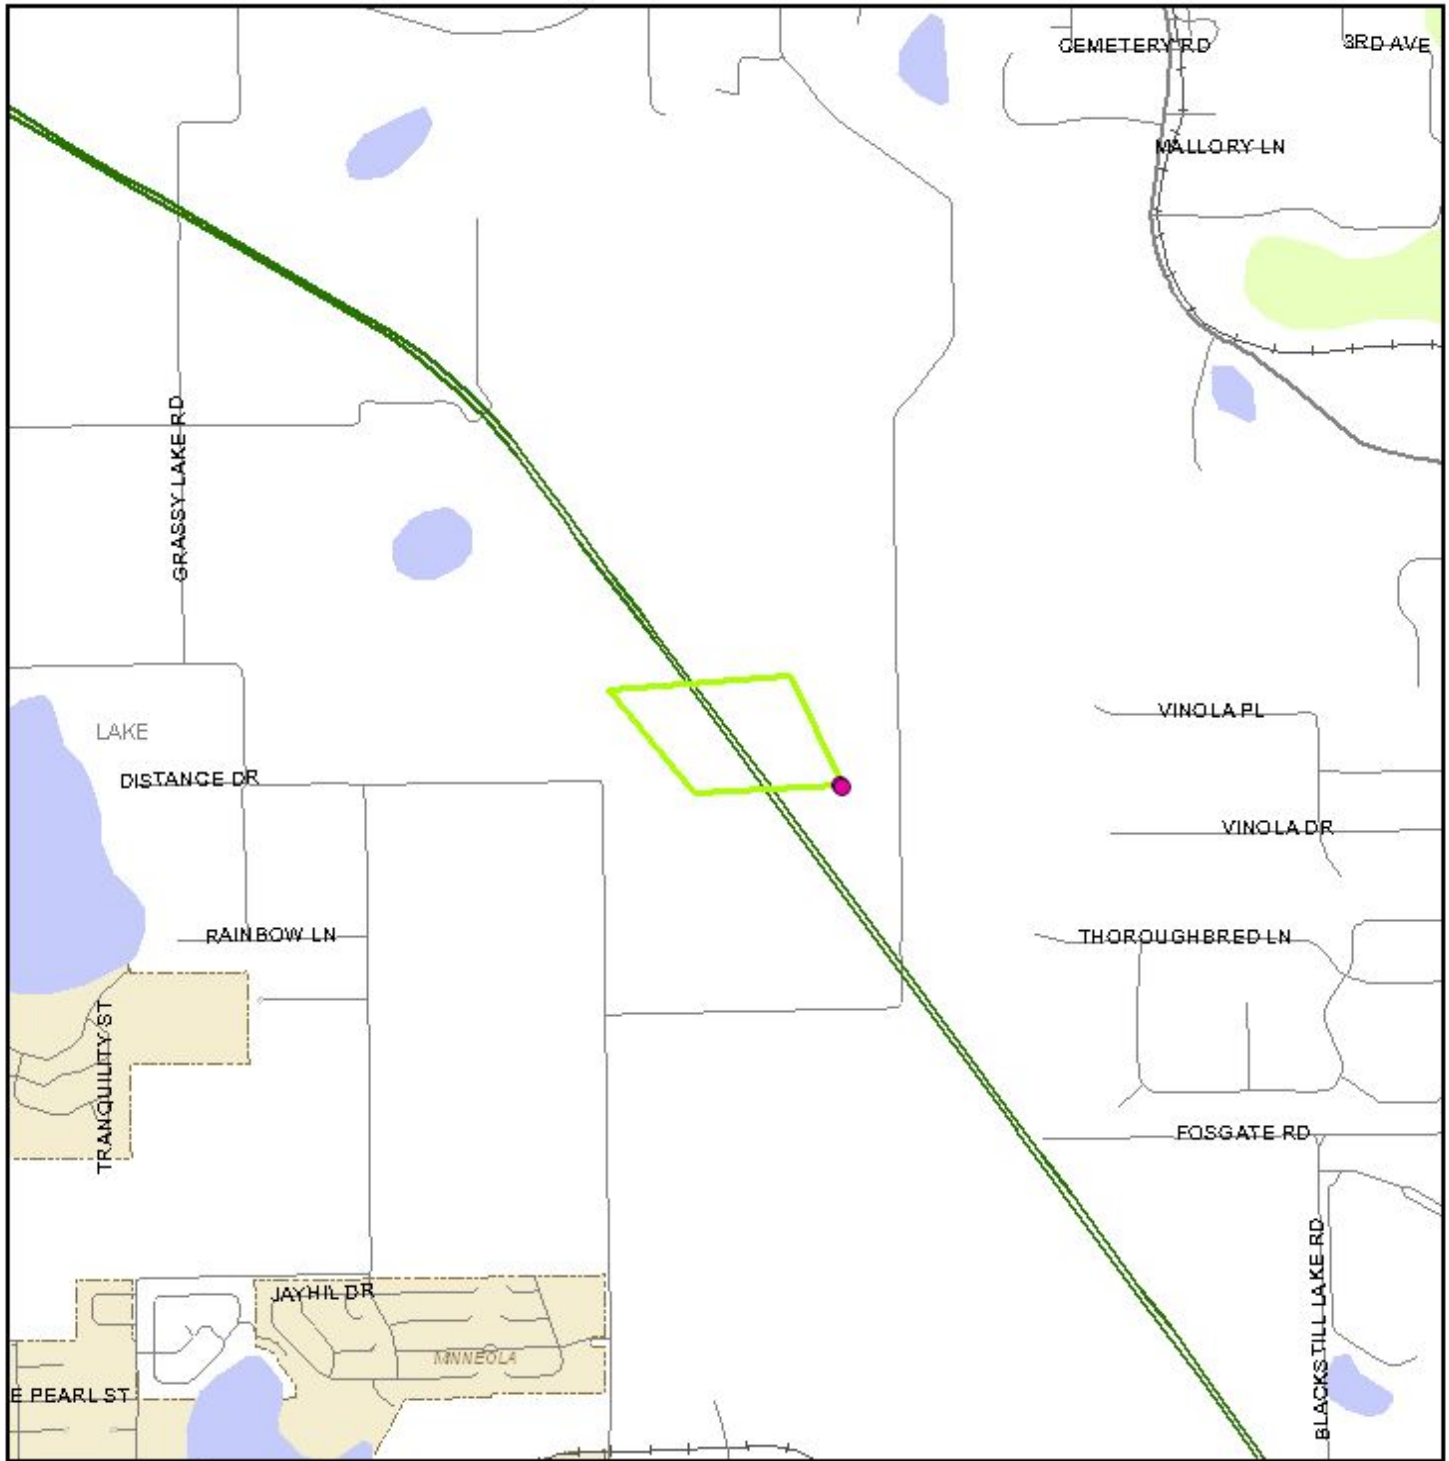 CEMETERY RD
3RD AVE
MALLORY LN
GRASSY LAKE RD
VINOLA PL
LAKE
DISTANCE DR
VINOLA DR
RAINBOW LN
THOROUGHBRED LN
TRANQUILITY ST
FOSGATE RD
BLACKSTILL LAKE RD
JAYHIL DR
MINNEOLA
E PEARL ST